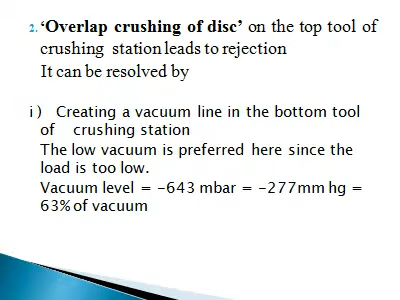 2. ‘Overlap crushing of disc’ on the top tool of
crushing station leads to rejection
It can be resolved by
i ) Creating a vacuum line in the bottom tool
of crushing station
The low vacuum is preferred here since the
load is too low.
Vacuum level = -643 mbar = -277mm hg =
63% of vacuum